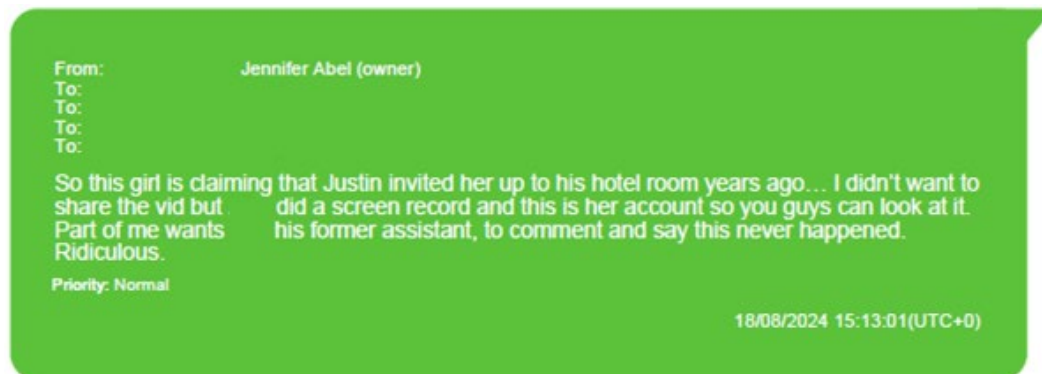 From: Jennifer Abel (owner)
To:
To:
To:
To:
So this girl is claiming that Justin invited her up to his hotel room years ago… I didn't want to
share the vid but did a screen record and this is her account so you guys can look at it.
Part of me wants his former assistant, to comment and say this never happened.
Ridiculous.
Priority: Normal
18/08/2024 15:13:01(UTC+0)